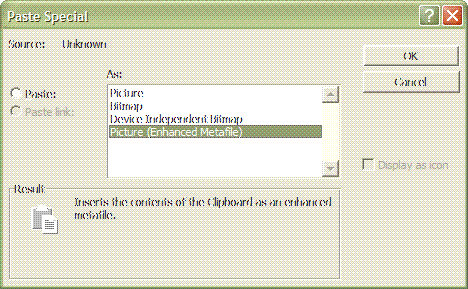 Paste Special
Source: Unknown
As:
Paste:
Paste link:
Picture
Bitmap
Device Independent Bitmap
Picture (Enhanced Metafile)
OK
Cancel
Display as icon
Result
Inserts the contents of the Clipboard as an enhanced
metafile.